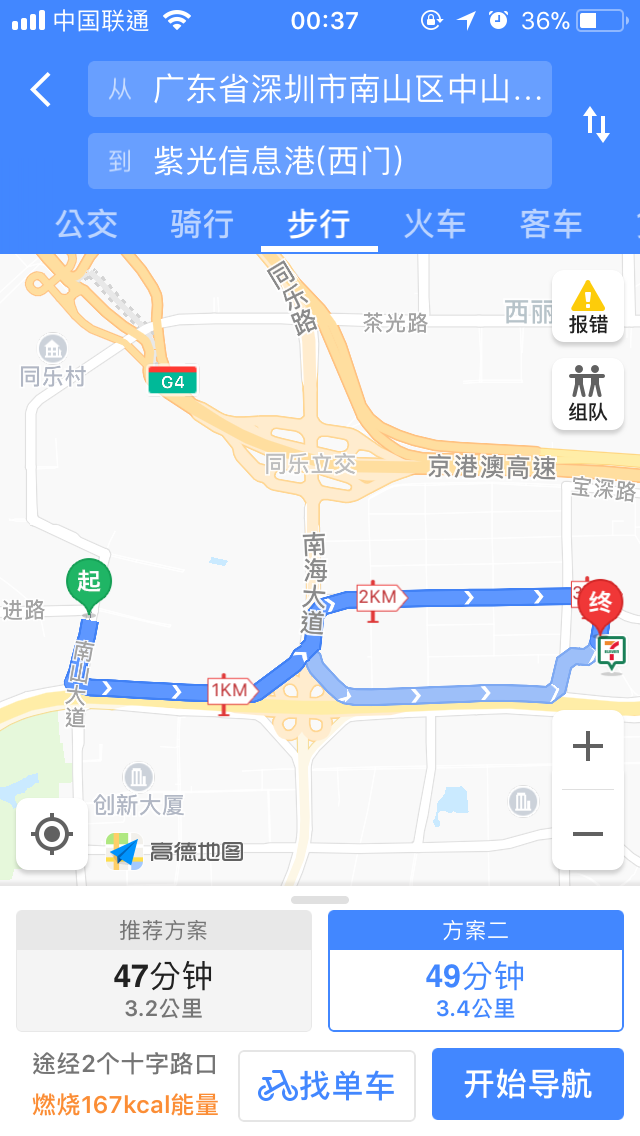 中国联通 00:37 36%
从 广东省深圳市南山区中山...
到 紫光信息港(西门)
公交 骑行 步行 火车 客车
同乐路
茶光路
西丽
报错
同乐村
G4
组队
同乐立交
京港澳高速
宝深路
南海大道
起
2KM
终
进路
南山大道
1KM
创新大厦
高德地图
推荐方案
47分钟
3.2公里
方案二
49分钟
3.4公里
途经2个十字路口
燃烧167kcal能量
找单车
开始导航